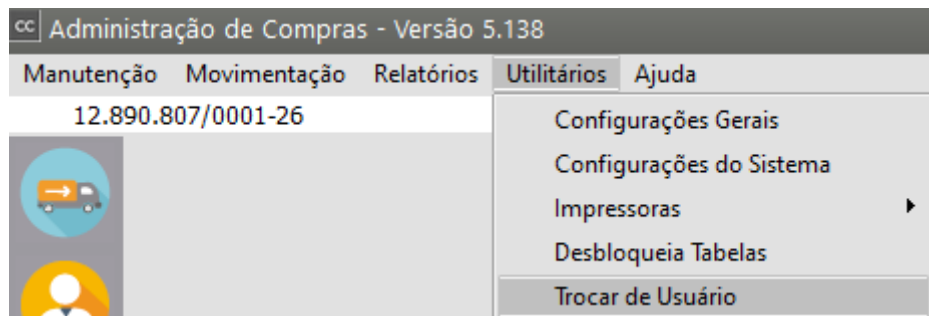 cc Administração de Compras - Versão 5.138
Manutenção Movimentação Relatórios Utilitários Ajuda
12.890.807/0001-26
Configurações Gerais
Configurações do Sistema
Impressoras
Desbloqueia Tabelas
Trocar de Usuário